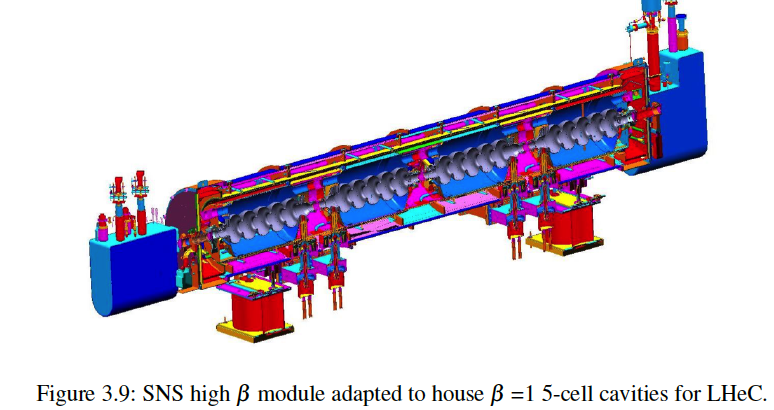 Figure 3.9: SNS high β module adapted to house β =1 5-cell cavities for LHeC.